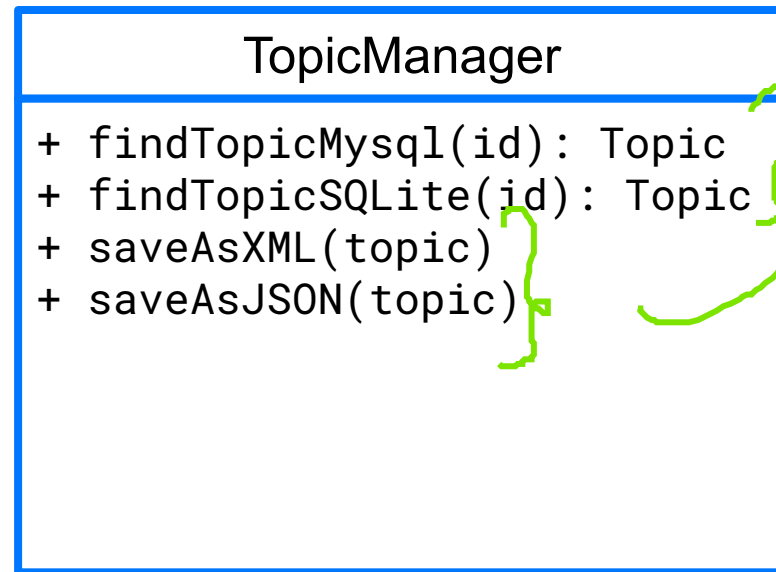 TopicManager
+ findTopicMysql(id): Topic
+ findTopicSQLite(id): Topic
+ saveAsXML(topic)
+ saveAsJSON(topic)